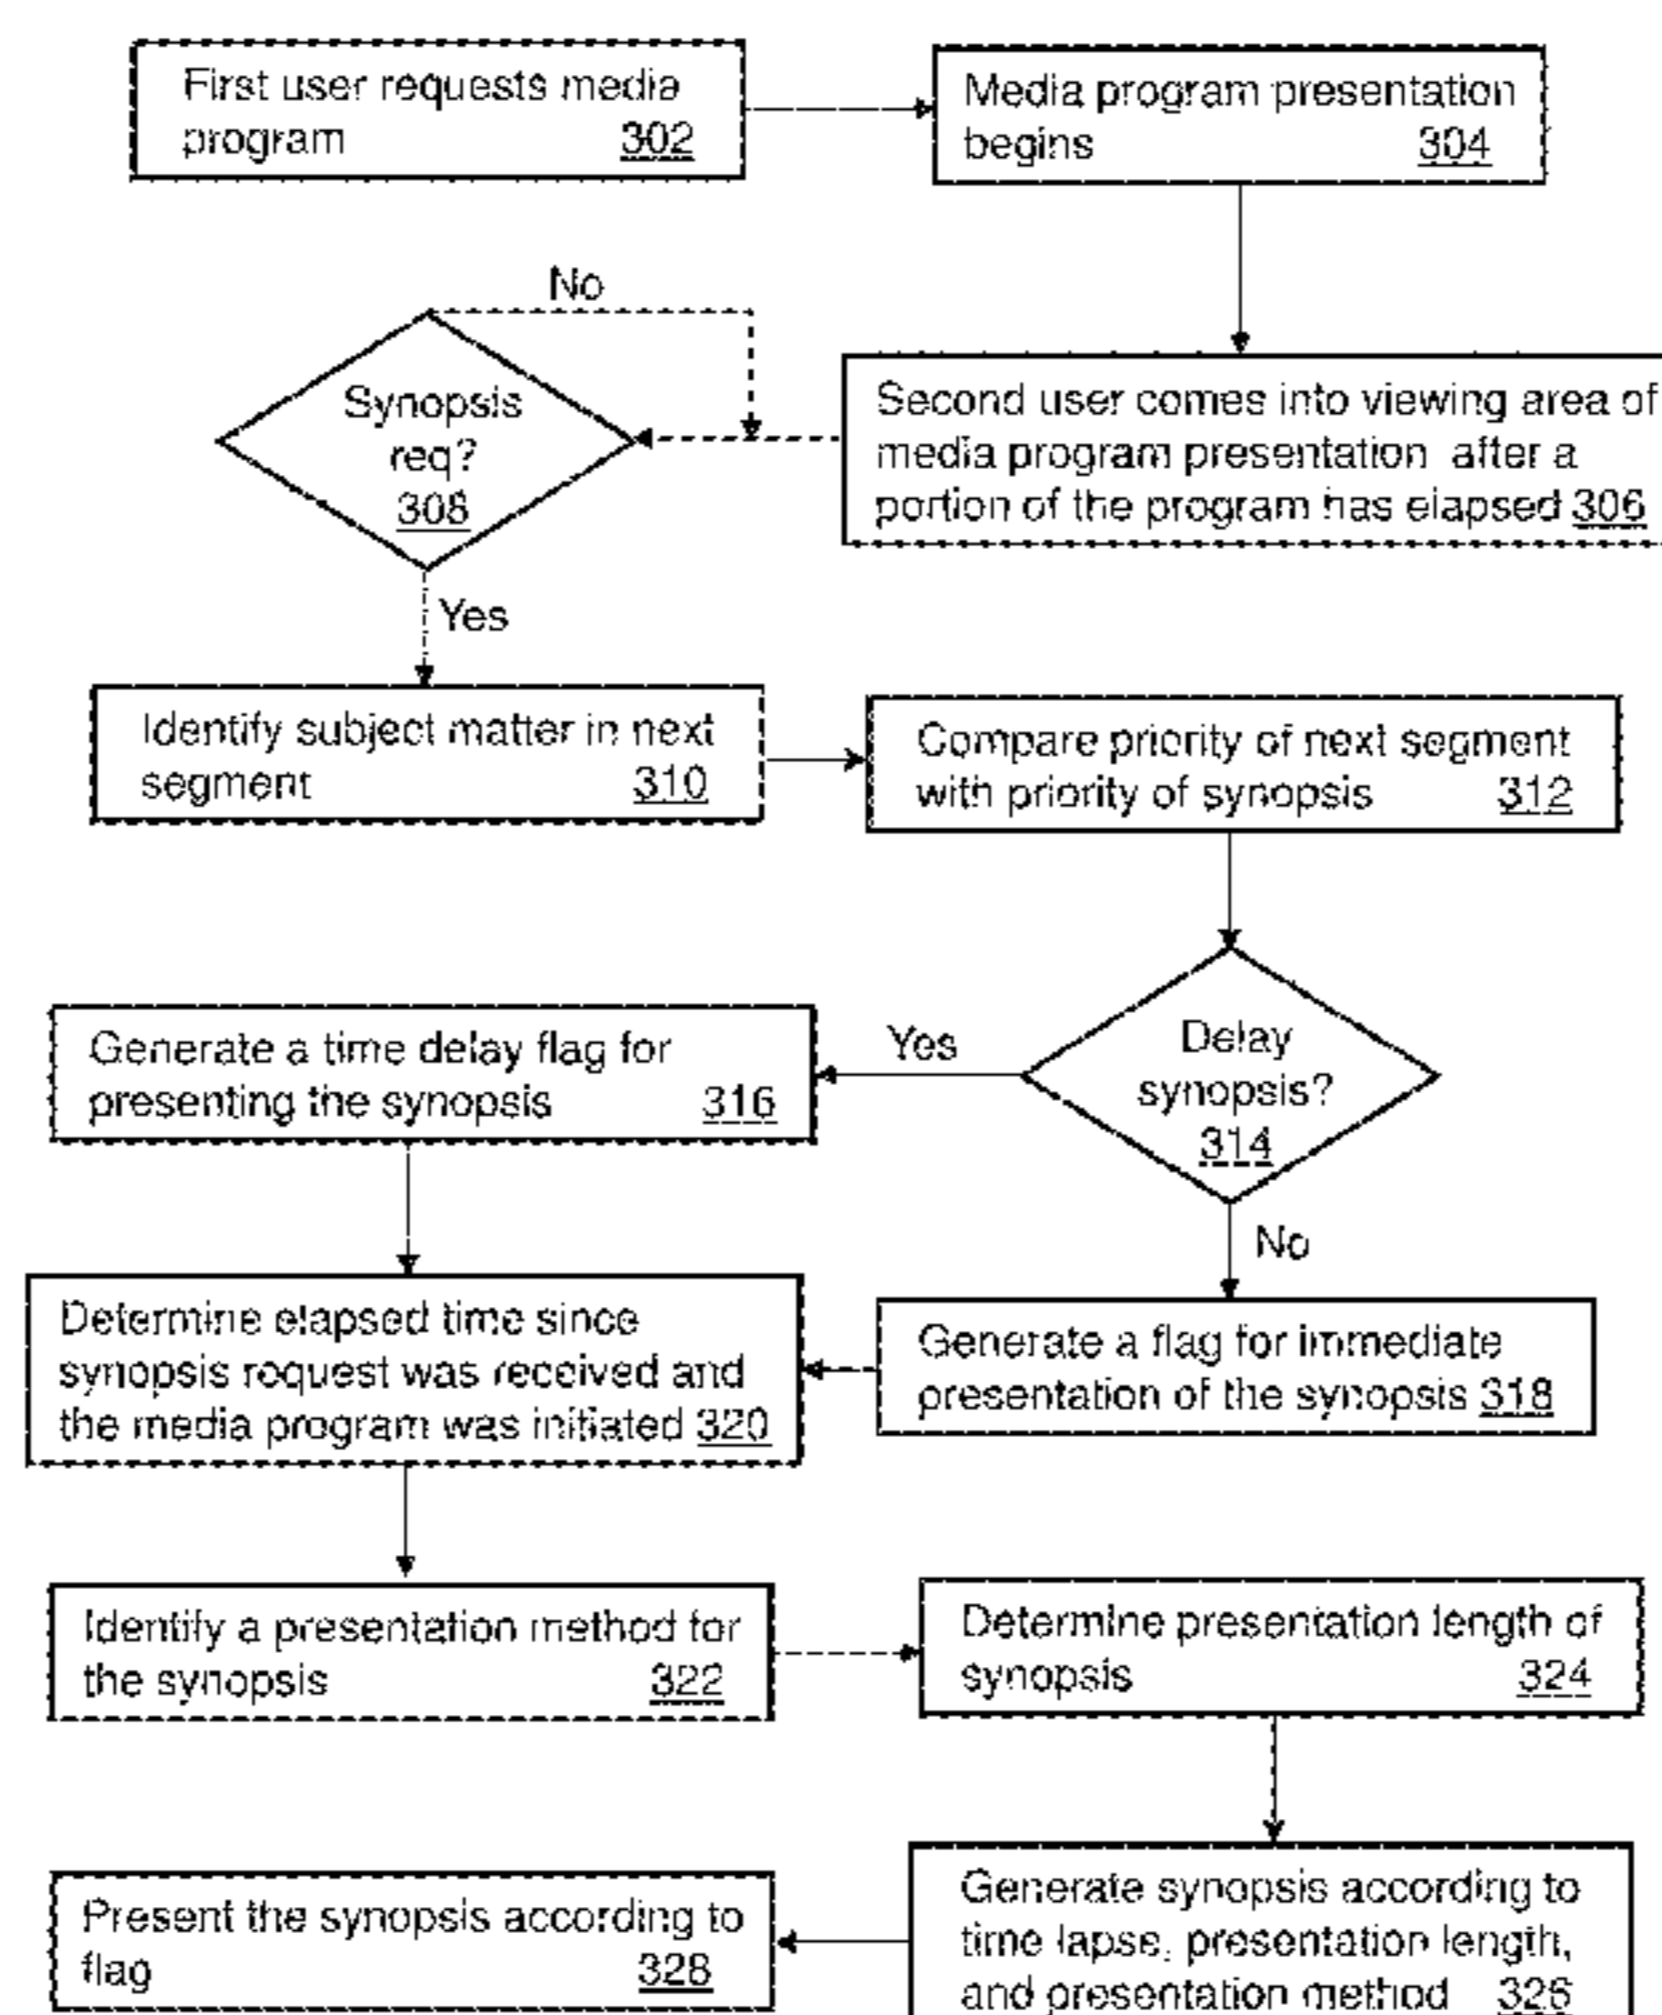 First user requests media
program 302
Media program presentation
begins 304
No
Synopsis
req?
308
Second user comes into viewing area of
media program presentation after a
portion of the program has elapsed 306
Yes
Identify subject matter in next
segment 310
Compare priority of next segment
with priority of synopsis 312
Generate a time delay flag for
presenting the synopsis 316
Yes
Delay
synopsis?
314
No
Determine elapsed time since
synopsis request was received and
the media program was initiated 320
Generate a flag for immediate
presentation of the synopsis 318
Identify a presentation method for
the synopsis 322
Determine presentation length of
synopsis 324
Present the synopsis according to
flag 328
Generate synopsis according to
time lapse, presentation length,
and presentation method 326